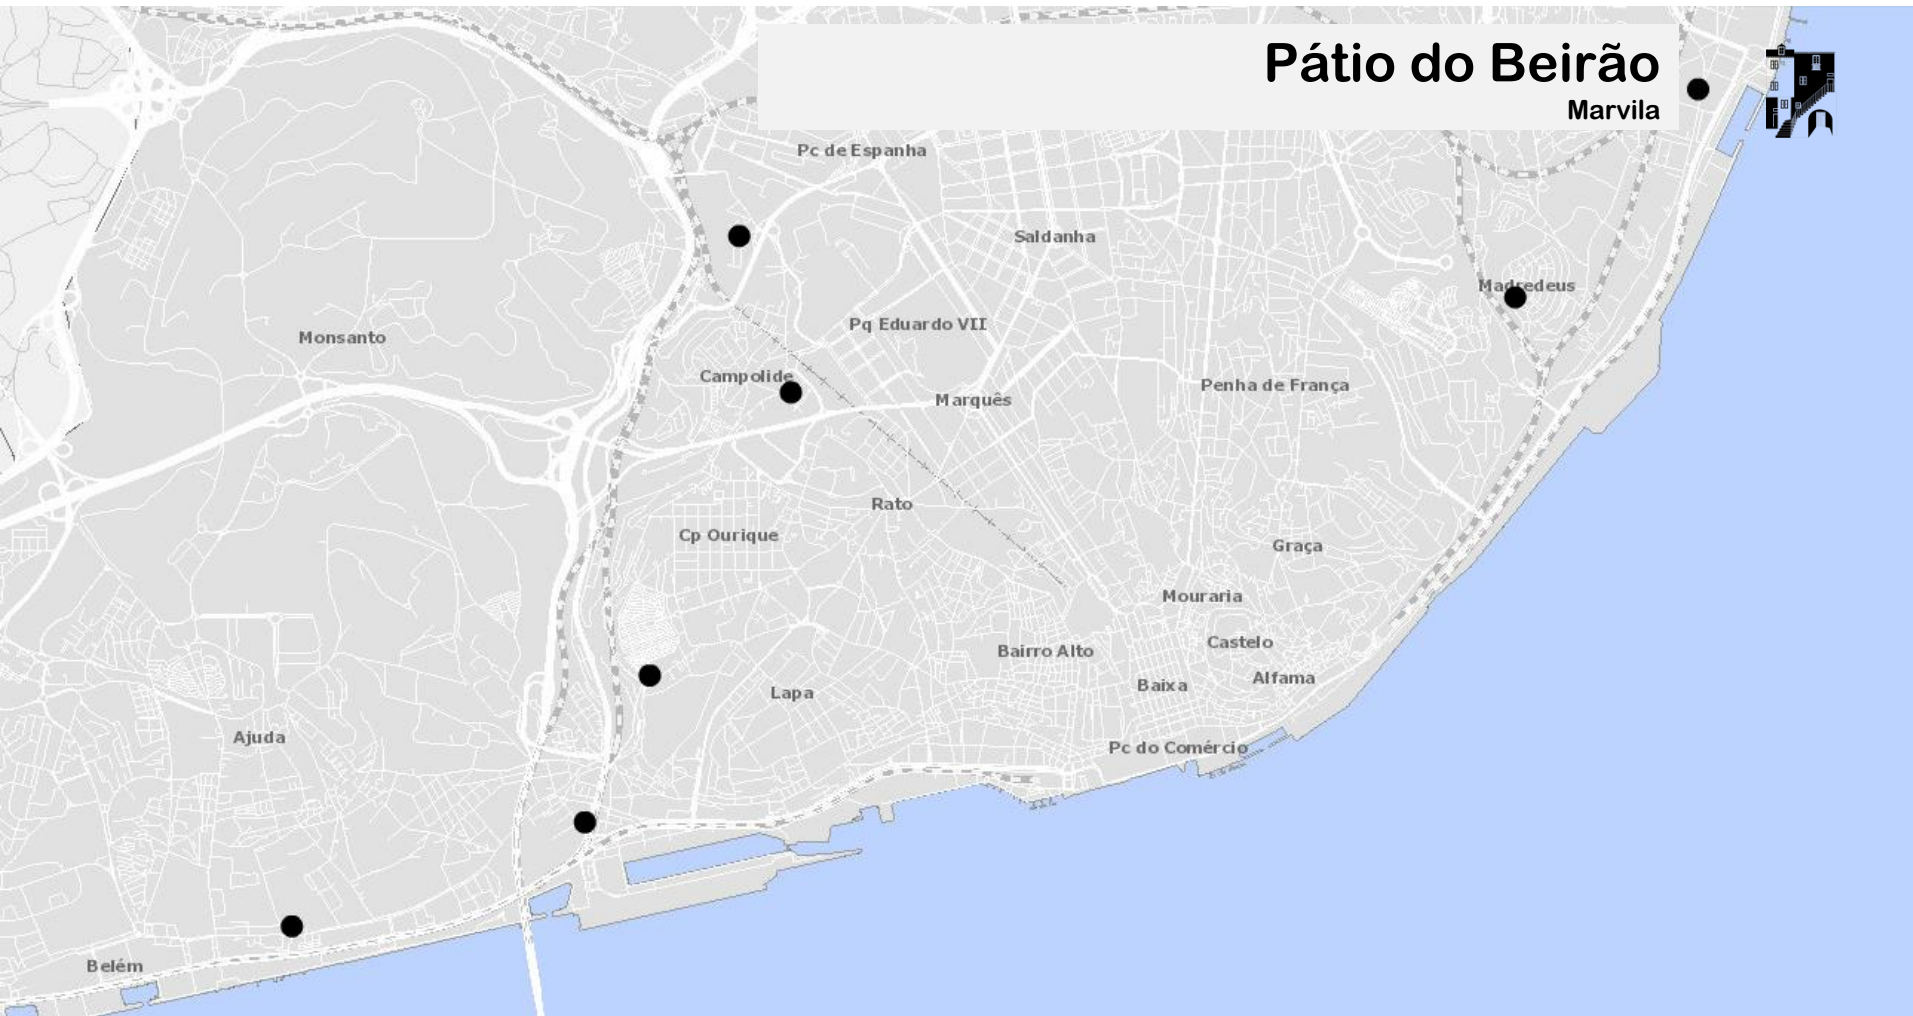 Pátio do Beirão
Marvila
Pc de Espanha
Saldanha
Madredeus
Pq Eduardo VII
Monsanto
Campolide
Marquês
Penha de França
Rato
Cp Ourique
Graça
Mouraria
Castelo
Bairro Alto
Alfama
Baixa
Lapa
Ajuda
Pc do Comércio
Belém